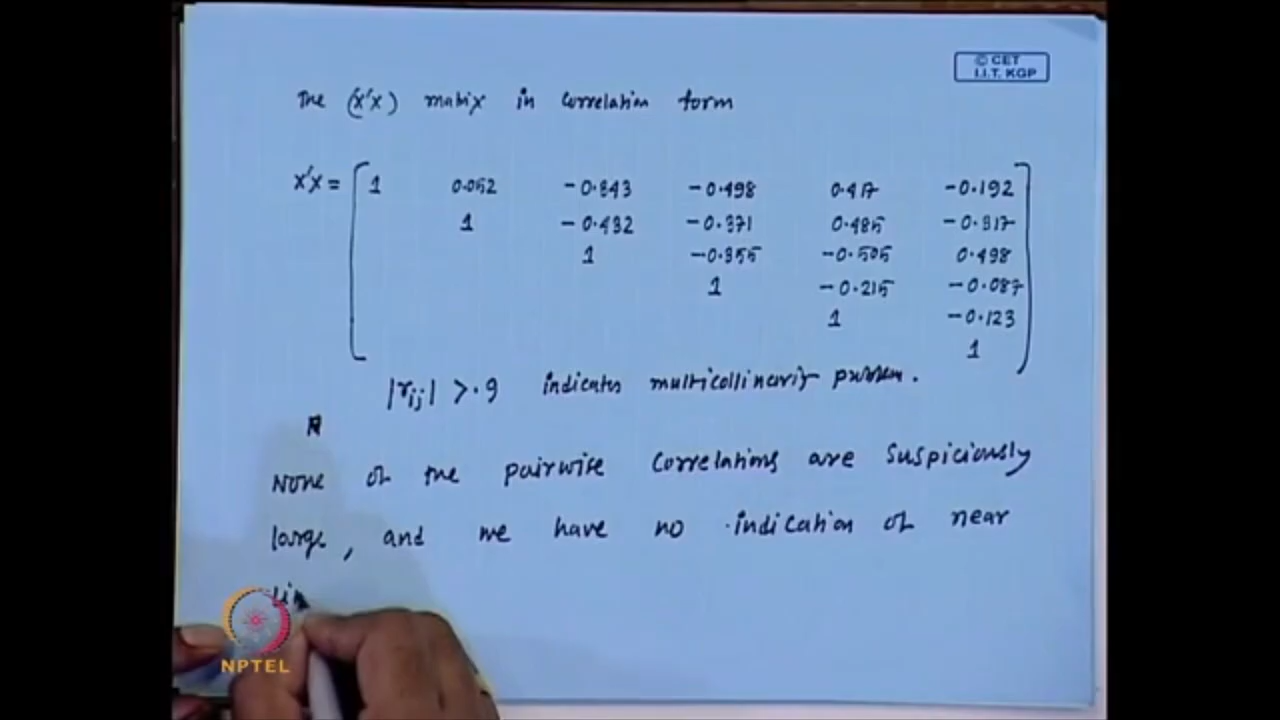 © CET
I.I.T. KGP
The (X'X) matrix in correlation form
X'X = [ 1 0.052 -0.343 -0.498 0.417 -0.192
1 -0.432 -0.371 0.485 -0.317
1 -0.355 -0.505 0.498
1 -0.215 -0.087
1 -0.123
1 ]
|rij| > .9 indicates multicollinearity problem.
None of the pairwise correlations are suspiciously
large, and we have no indication of near
li
NPTEL